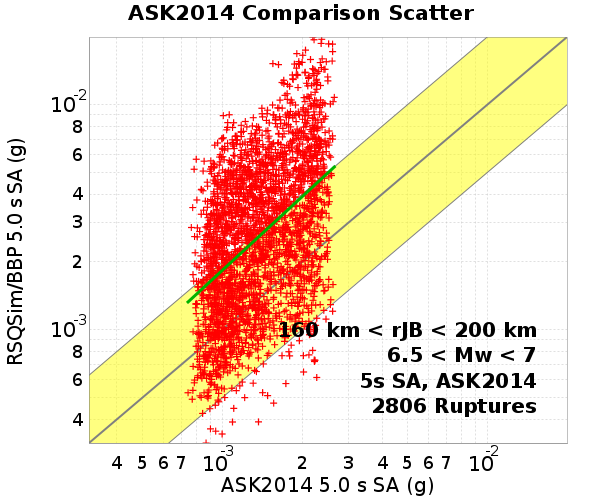 ASK2014 Comparison Scatter
RSQSim/BBP 5.0 s SA (g)
10-2
8
6
4
3
2
10-3
8
6
4
160 km < rJB < 200 km
6.5 < Mw < 7
5s SA, ASK2014
2806 Ruptures
4 5 6 7 10-3 2 3 4 5 6 7 10-2
ASK2014 5.0 s SA (g)